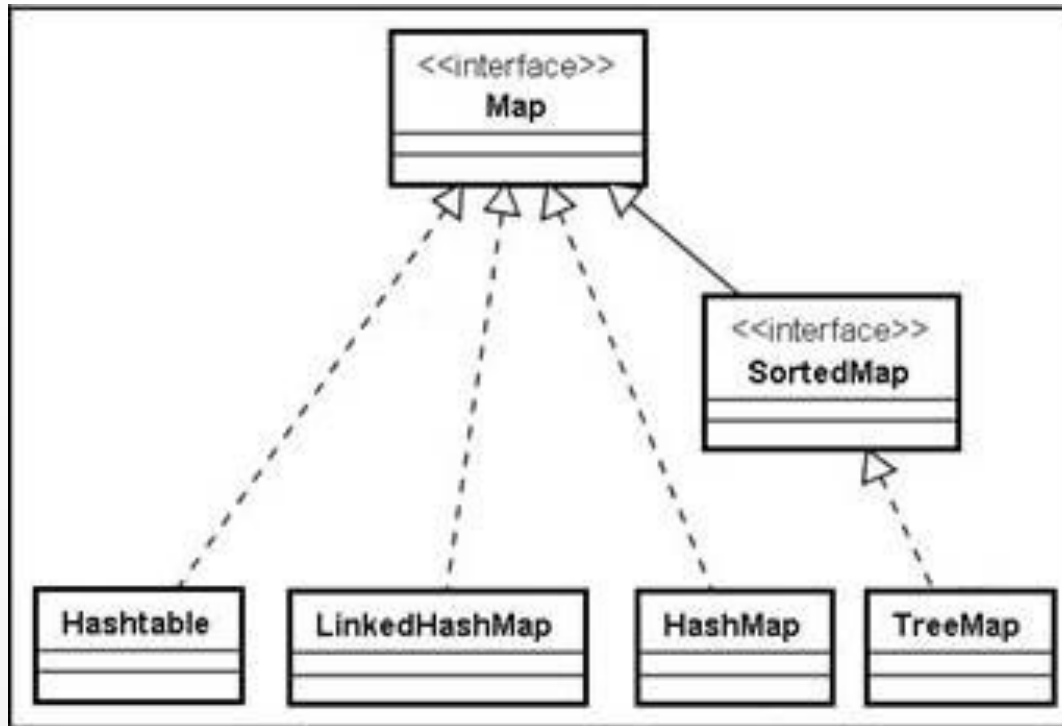 <<interface>>
Map
<<interface>>
SortedMap
Hashtable
LinkedHashMap
HashMap
TreeMap